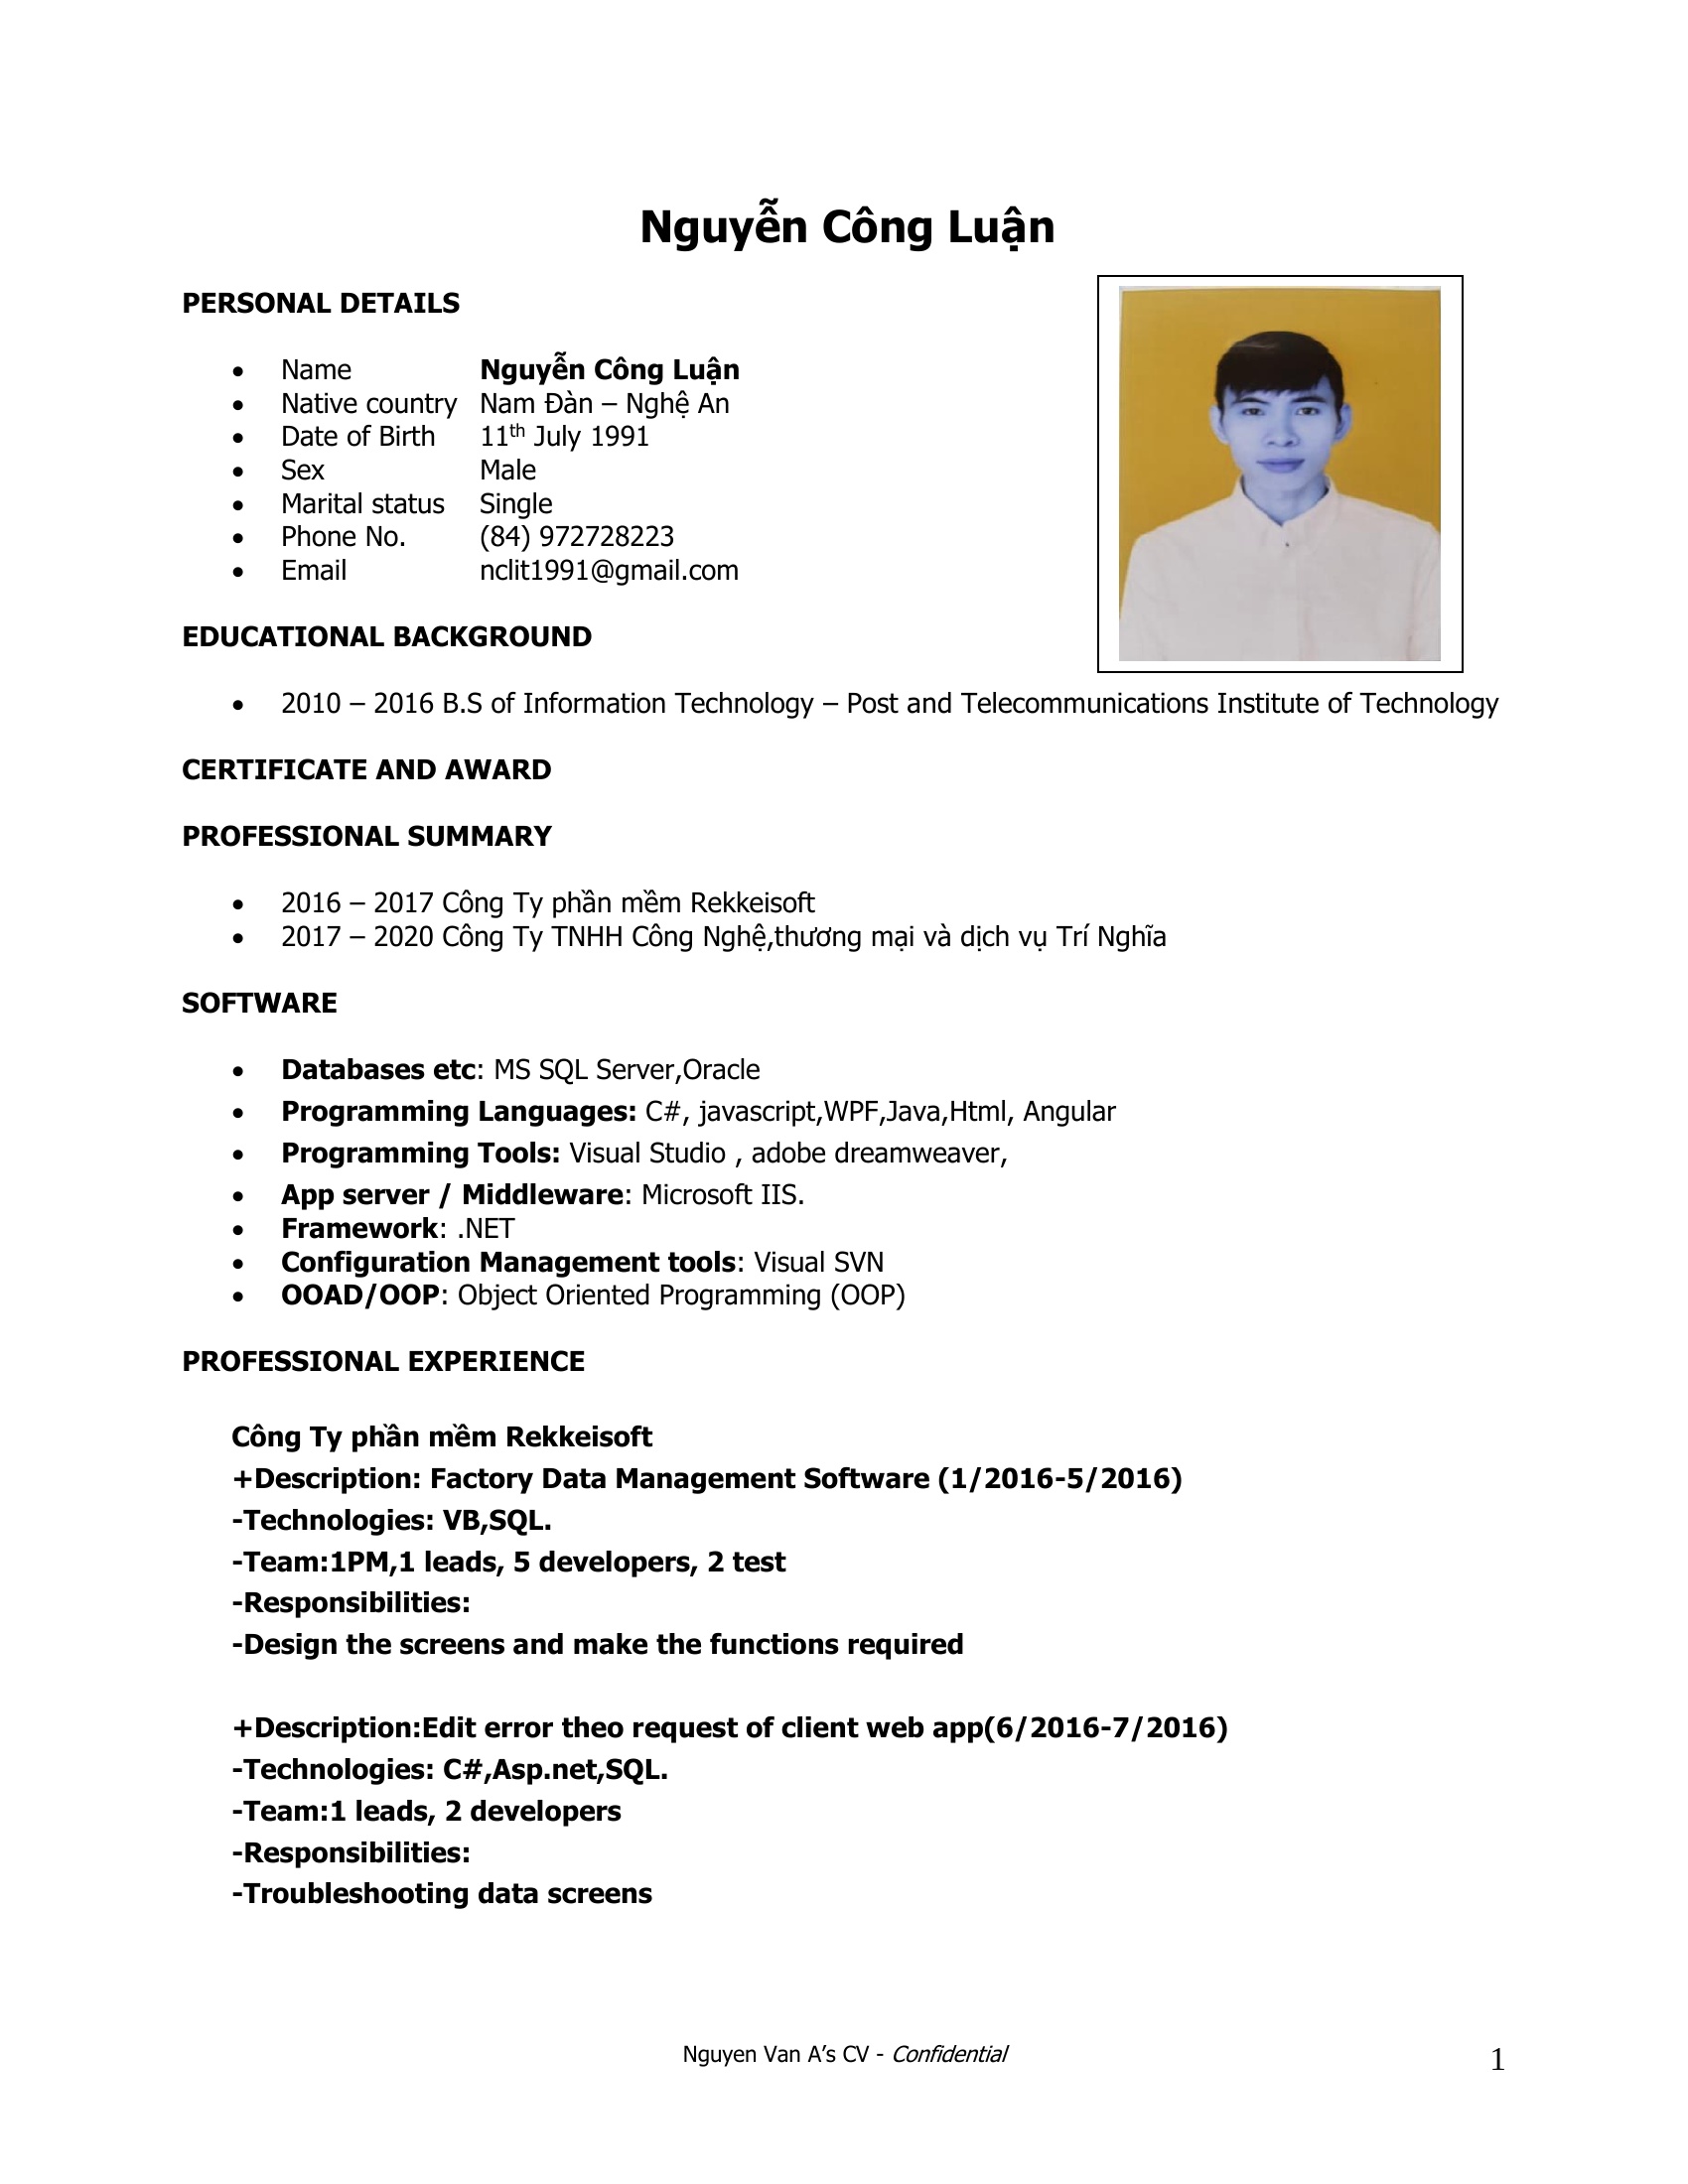 Nguyễn Công Luận
PERSONAL DETAILS
• Name Nguyễn Công Luận
• Native country Nam Đàn – Nghệ An
• Date of Birth 11th July 1991
• Sex Male
• Marital status Single
• Phone No. (84) 972728223
• Email nclit1991@gmail.com
EDUCATIONAL BACKGROUND
• 2010 – 2016 B.S of Information Technology – Post and Telecommunications Institute of Technology
CERTIFICATE AND AWARD
PROFESSIONAL SUMMARY
• 2016 – 2017 Công Ty phần mềm Rekkeisoft
• 2017 – 2020 Công Ty TNHH Công Nghệ,thương mại và dịch vụ Trí Nghĩa
SOFTWARE
• Databases etc: MS SQL Server,Oracle
• Programming Languages: C#, javascript,WPF,Java,Html, Angular
• Programming Tools: Visual Studio , adobe dreamweaver,
• App server / Middleware: Microsoft IIS.
• Framework: .NET
• Configuration Management tools: Visual SVN
• OOAD/OOP: Object Oriented Programming (OOP)
PROFESSIONAL EXPERIENCE
Công Ty phần mềm Rekkeisoft
+Description: Factory Data Management Software (1/2016-5/2016)
-Technologies: VB,SQL.
-Team:1PM,1 leads, 5 developers, 2 test
-Responsibilities:
-Design the screens and make the functions required
+Description:Edit error theo request of client web app(6/2016-7/2016)
-Technologies: C#,Asp.net,SQL.
-Team:1 leads, 2 developers
-Responsibilities:
-Troubleshooting data screens
Nguyen Van A’s CV - Confidential
1